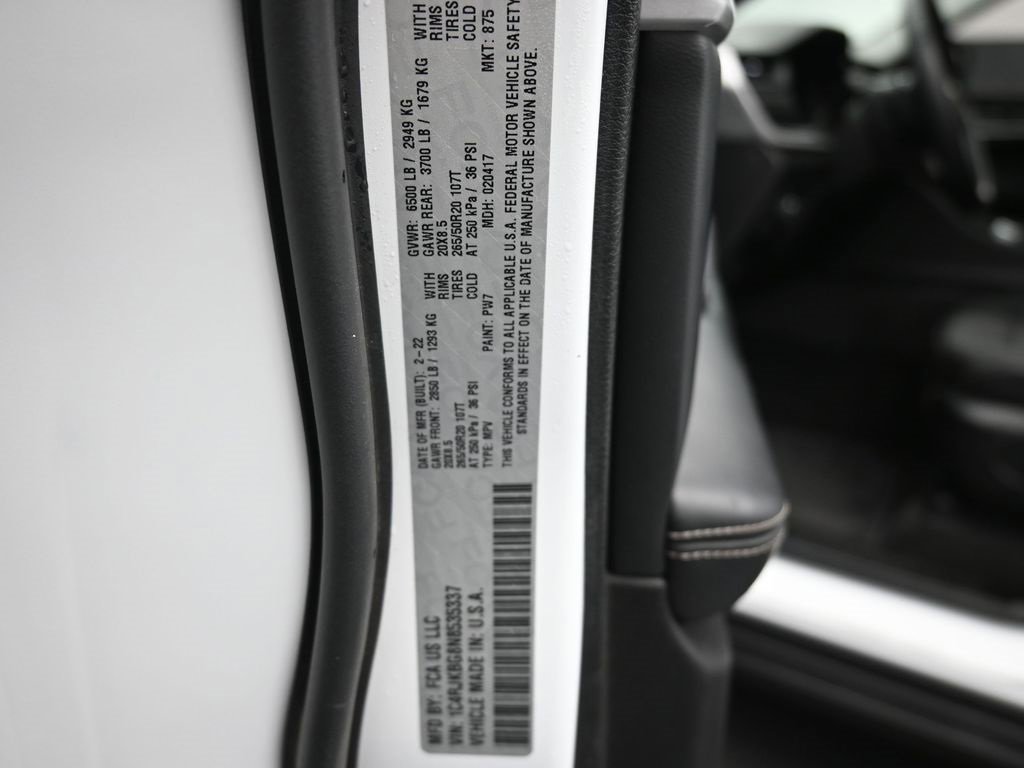 MFD BY: FCA US LLC
VIN: 1C4RJKBG8N8535337
VEHICLE MADE IN: U.S.A.
DATE OF MFR (BUILT): 2-22 GVWR: 6500 LB / 2949 KG
GAWR FRONT: 2850 LB / 1293 KG WITH GAWR REAR: 3700 LB / 1679 KG WITH
20X8.5 RIMS 20X8.5 RIMS
265/50R20 107T TIRES 265/50R20 107T TIRES
AT 250 kPa / 36 PSI COLD AT 250 kPa / 36 PSI COLD
TYPE: MPV PAINT: PW7 MDH: 020417 MKT: 875
THIS VEHICLE CONFORMS TO ALL APPLICABLE U.S.A. FEDERAL MOTOR VEHICLE SAFETY
STANDARDS IN EFFECT ON THE DATE OF MANUFACTURE SHOWN ABOVE.